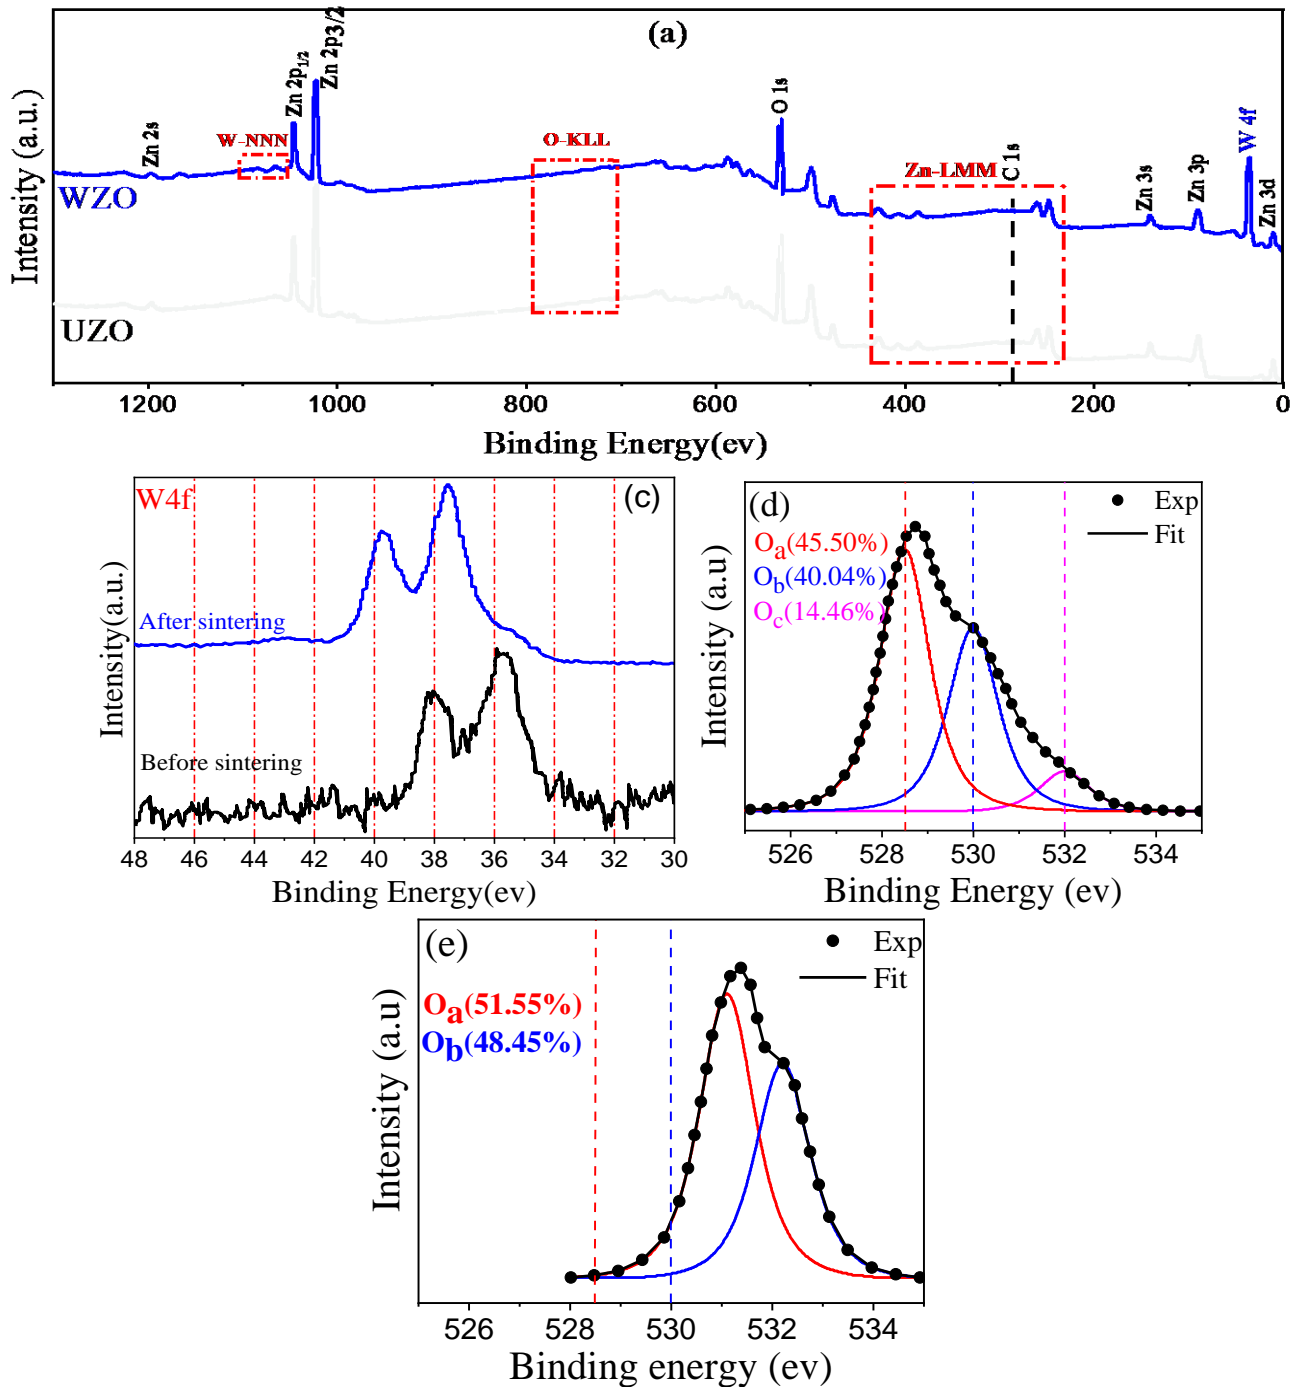 (a)
Intensity (a.u.)
Zn 2s
W-NNN
Zn 2p1/2
Zn 2p3/2
O-KLL
O 1s
Zn-LMM
C 1s
Zn 3s
Zn 3p
W 4f
Zn 3d
WZO
UZO
1200 1000 800 600 400 200 0
Binding Energy(ev)
W4f
(c)
Intensity(a.u.)
After sintering
Before sintering
48 46 44 42 40 38 36 34 32 30
Binding Energy(ev)
(d)
Exp
Fit
Oa(45.50%)
Ob(40.04%)
Oc(14.46%)
Intensity (a.u)
526 528 530 532 534
Binding Energy (ev)
(e)
Exp
Fit
Oa(51.55%)
Ob(48.45%)
Intensity (a.u)
526 528 530 532 534
Binding energy (ev)